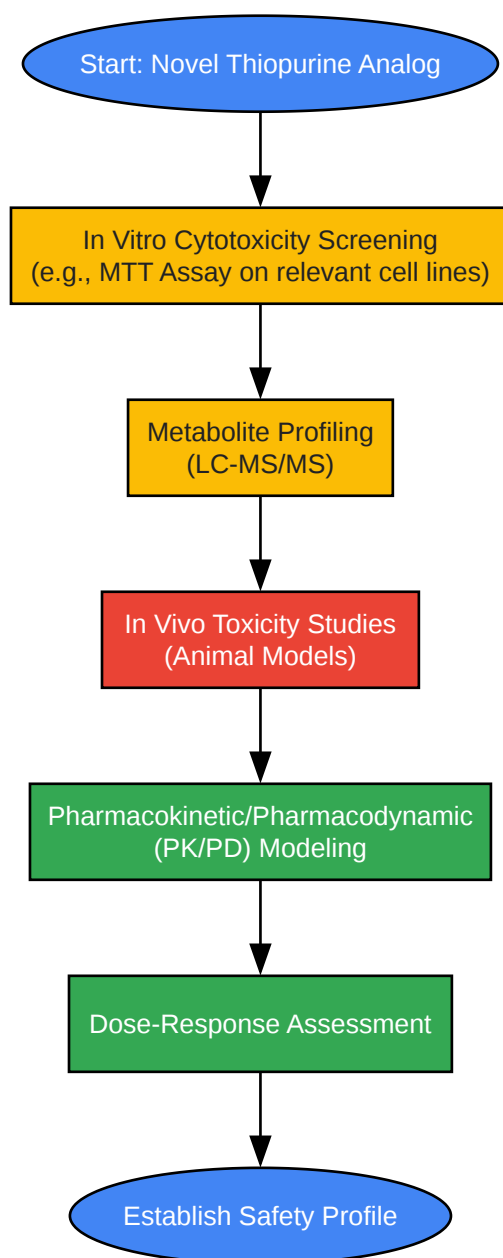 Start: Novel Thiopurine Analog
In Vitro Cytotoxicity Screening
(e.g., MTT Assay on relevant cell lines)
Metabolite Profiling
(LC-MS/MS)
In Vivo Toxicity Studies
(Animal Models)
Pharmacokinetic/Pharmacodynamic
(PK/PD) Modeling
Dose-Response Assessment
Establish Safety Profile